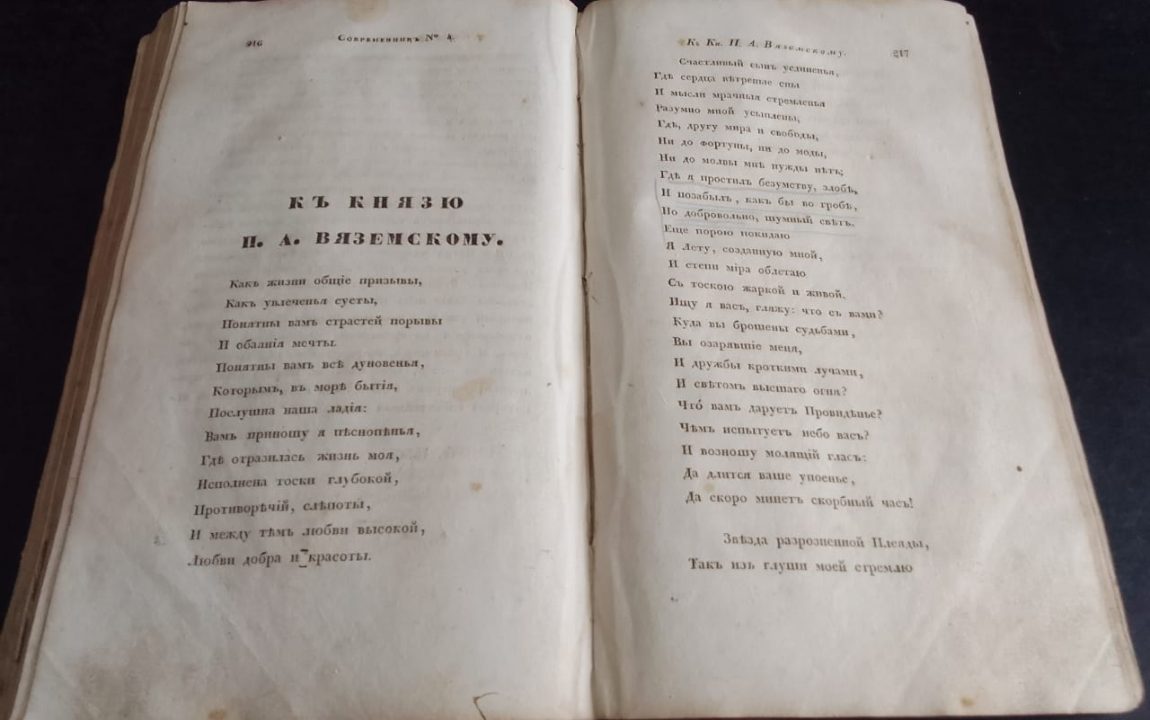 216
Современникъ № 4.
КЪ КНЯЗЮ
П. А. ВЯЗЕМСКОМУ.
Какъ жизни общіе призывы,
Какъ увлеченья суеты,
Понятны вамъ страстей порывы
И обаянія мечты.
Понятны вамъ всѣ дуновенья,
Которымъ, въ морѣ бытія,
Послушна наша ладія:
Вамъ приношу я пѣснопѣнья,
Гдѣ отразилась жизнь моя,
Исполнена тоски глубокой,
Противорѣчій, слѣпоты,
И между тѣмъ любви высокой,
Любви добра и красоты.
Къ Кн. П. А. Вяземскому.
217
Счастливый сынъ уединенья,
Гдѣ сердца вѣтреные сны
И мысли мрачныя стремленья
Разумно мной усыплены,
Гдѣ, другу мира и свободы,
Ни до фортуны, ни до моды,
Ни до молвы мнѣ нужды нѣтъ;
Гдѣ я простилъ безумству, злобѣ,
И позабылъ, какъ бы во гробѣ,
Но добровольно, шумный свѣтъ.
Еще порою покидаю
Я Лету, созданную мной,
И степи міра облетаю
Съ тоскою жаркой и живой.
Ищу я васъ, гляжу: что съ вами?
Куда вы брошены судьбами,
Вы озарявшіе меня,
И дружбы кроткими лучами,
И свѣтомъ высшаго огня?
Что́ вамъ даруетъ Провидѣнье?
Чѣмъ испытуетъ небо васъ?
И возношу молящій гласъ:
Да длится ваше упоенье,
Да скоро минетъ скорбный часъ!
Звѣзда разрозненной Плеяды,
Такъ изъ глуши моей стремлю